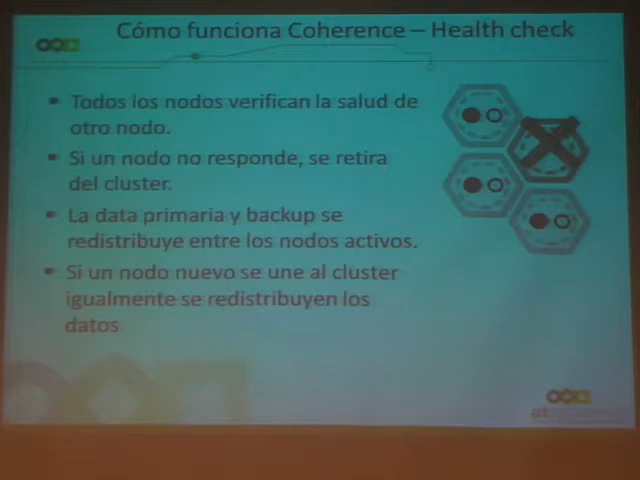 Cómo funciona Coherence – Health check
▪ Todos los nodos verifican la salud de
otro nodo.
▪ Si un nodo no responde, se retira
del cluster.
▪ La data primaria y backup se
redistribuye entre los nodos activos.
▪ Si un nodo nuevo se une al cluster
igualmente se redistribuyen los
datos